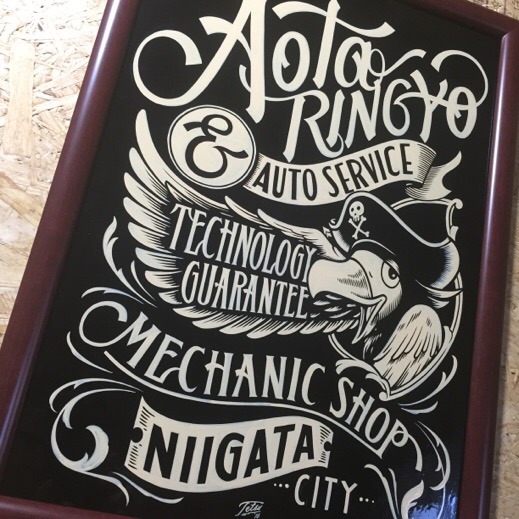 Aota
RINGYO
&
AUTO SERVICE
TECHNOLOGY
GUARANTEE
MECHANIC SHOP
NIIGATA
...CITY...